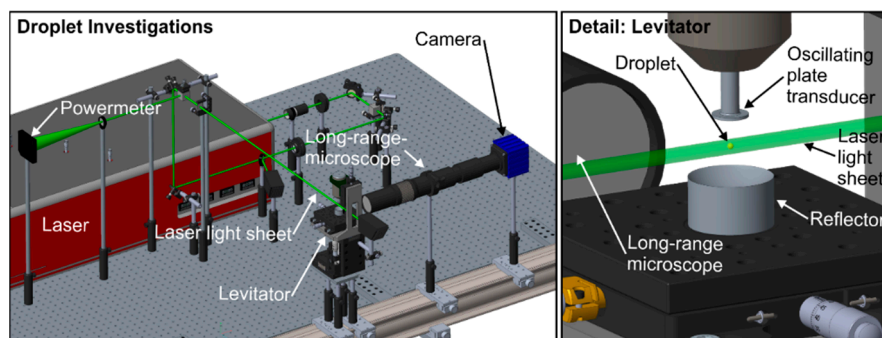 Droplet Investigations
Camera
Powermeter
Long-range-
microscope
Laser
Laser light sheet
Levitator
Detail: Levitator
Droplet
Oscillating
plate
transducer
Laser
light
sheet
Reflector
Long-range
microscope